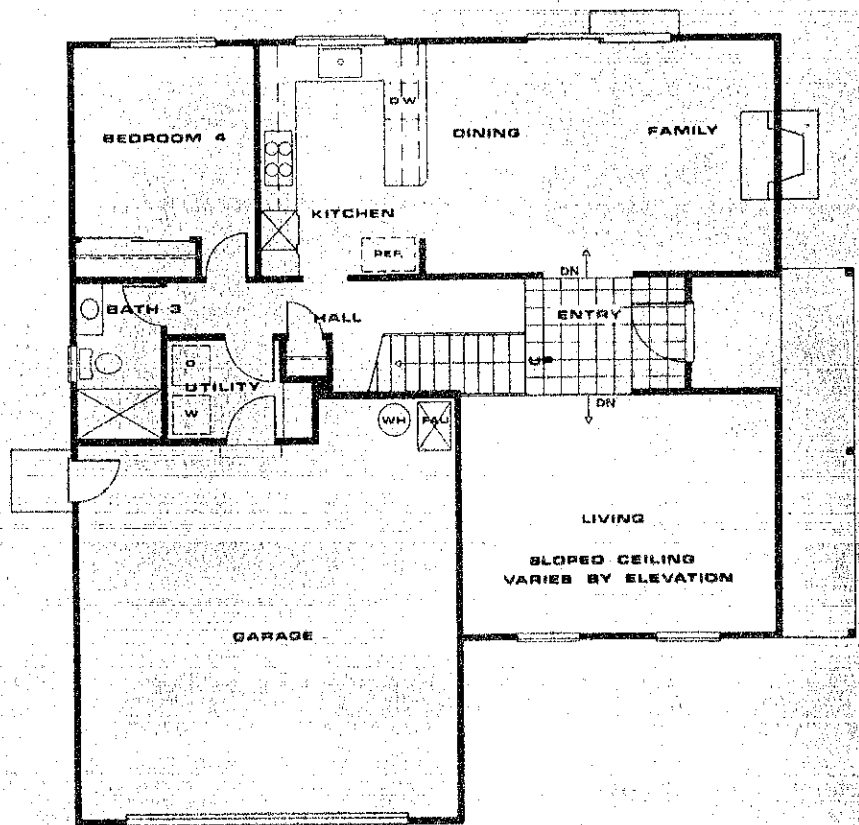 DW
BEDROOM 4
DINING
FAMILY
KITCHEN
REF.
DN
BATH 3
HALL
ENTRY
D
UTILITY
W
DN
WH
FAU
LIVING
SLOPED CEILING
VARIES BY ELEVATION
GARAGE